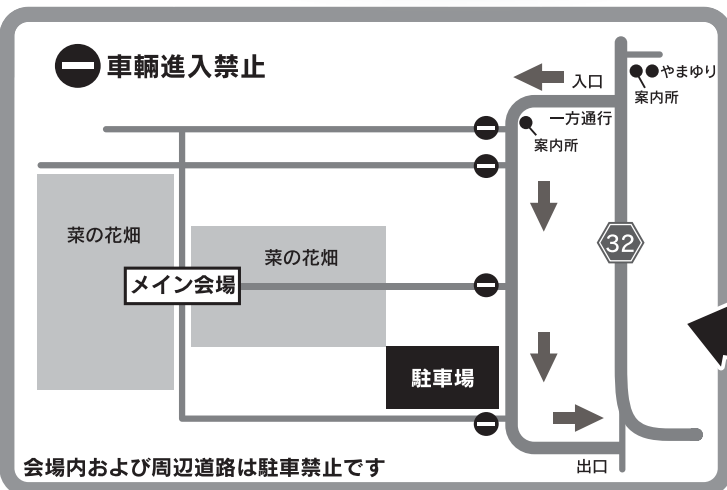 車輛進入禁止
入口
やまゆり
案内所
一方通行
案内所
菜の花畑
菜の花畑
32
メイン会場
駐車場
会場内および周辺道路は駐車禁止です
出口